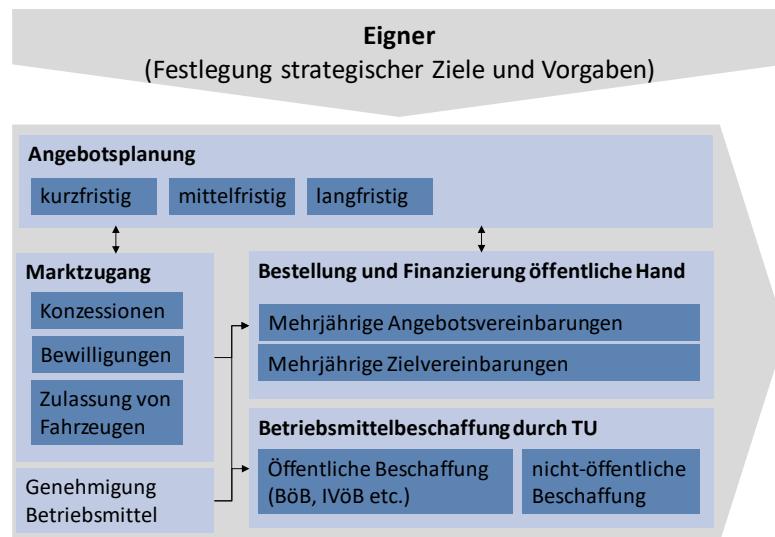 Eigner
(Festlegung strategischer Ziele und Vorgaben)
Angebotsplanung
kurzfristig
mittelfristig
langfristig
Marktzugang
Konzessionen
Bewilligungen
Zulassung von
Fahrzeugen
Genehmigung
Betriebsmittel
Bestellung und Finanzierung öffentliche Hand
Mehrjährige Angebotsvereinbarungen
Mehrjährige Zielvereinbarungen
Betriebsmittelbeschaffung durch TU
Öffentliche Beschaffung
(BöB, IVöB etc.)
nicht-öffentliche
Beschaffung